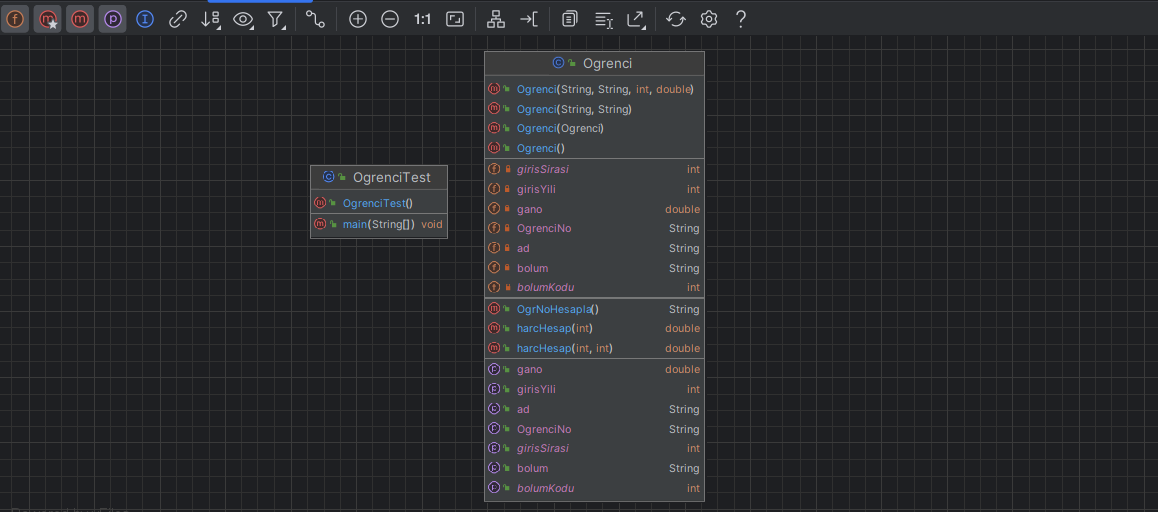 1:1
Ogrenci
Ogrenci(String, String, int, double)
Ogrenci(String, String)
Ogrenci(Ogrenci)
Ogrenci()
girisSirasi int
girisYili int
gano double
OgrenciNo String
ad String
bolum String
bolumKodu int
OgrNoHesapla() String
harcHesap(int) double
harcHesap(int, int) double
gano double
girisYili int
ad String
OgrenciNo String
girisSirasi int
bolum String
bolumKodu int
OgrenciTest
OgrenciTest()
main(String[]) void